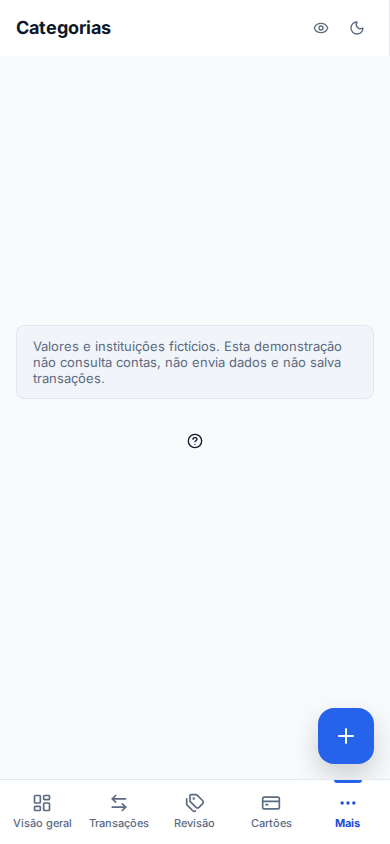 Categorias
Valores e instituições fictícios. Esta demonstração
não consulta contas, não envia dados e não salva
transações.
Visão geral
Transações
Revisão
Cartões
Mais